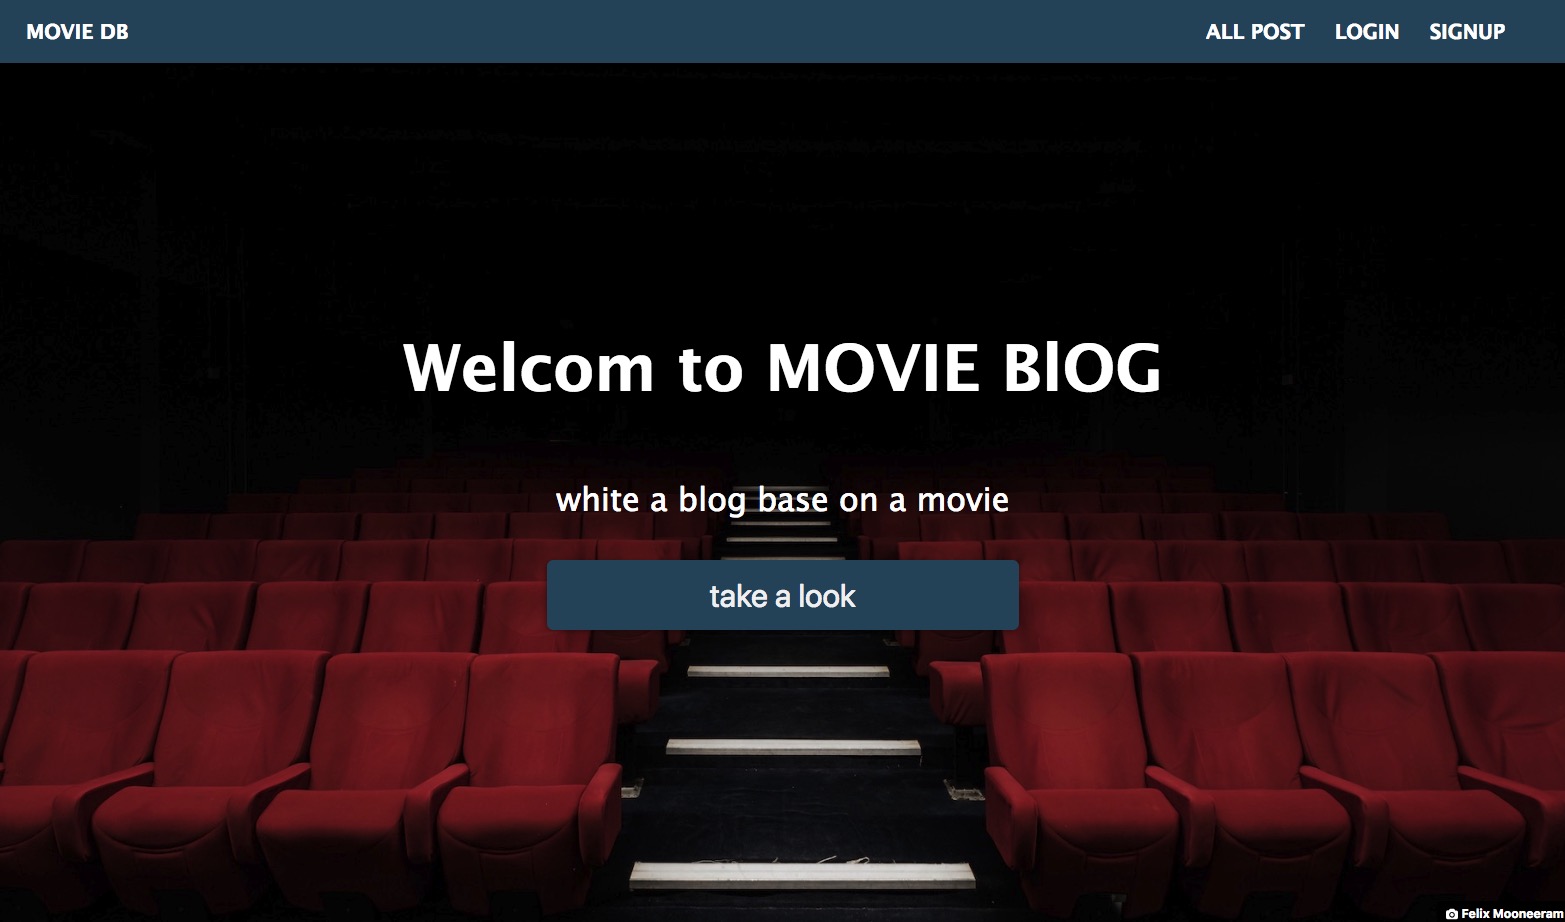 MOVIE DB ALL POST LOGIN SIGNUP
Welcom to MOVIE BlOG
white a blog base on a movie
take a look
Felix Mooneeram